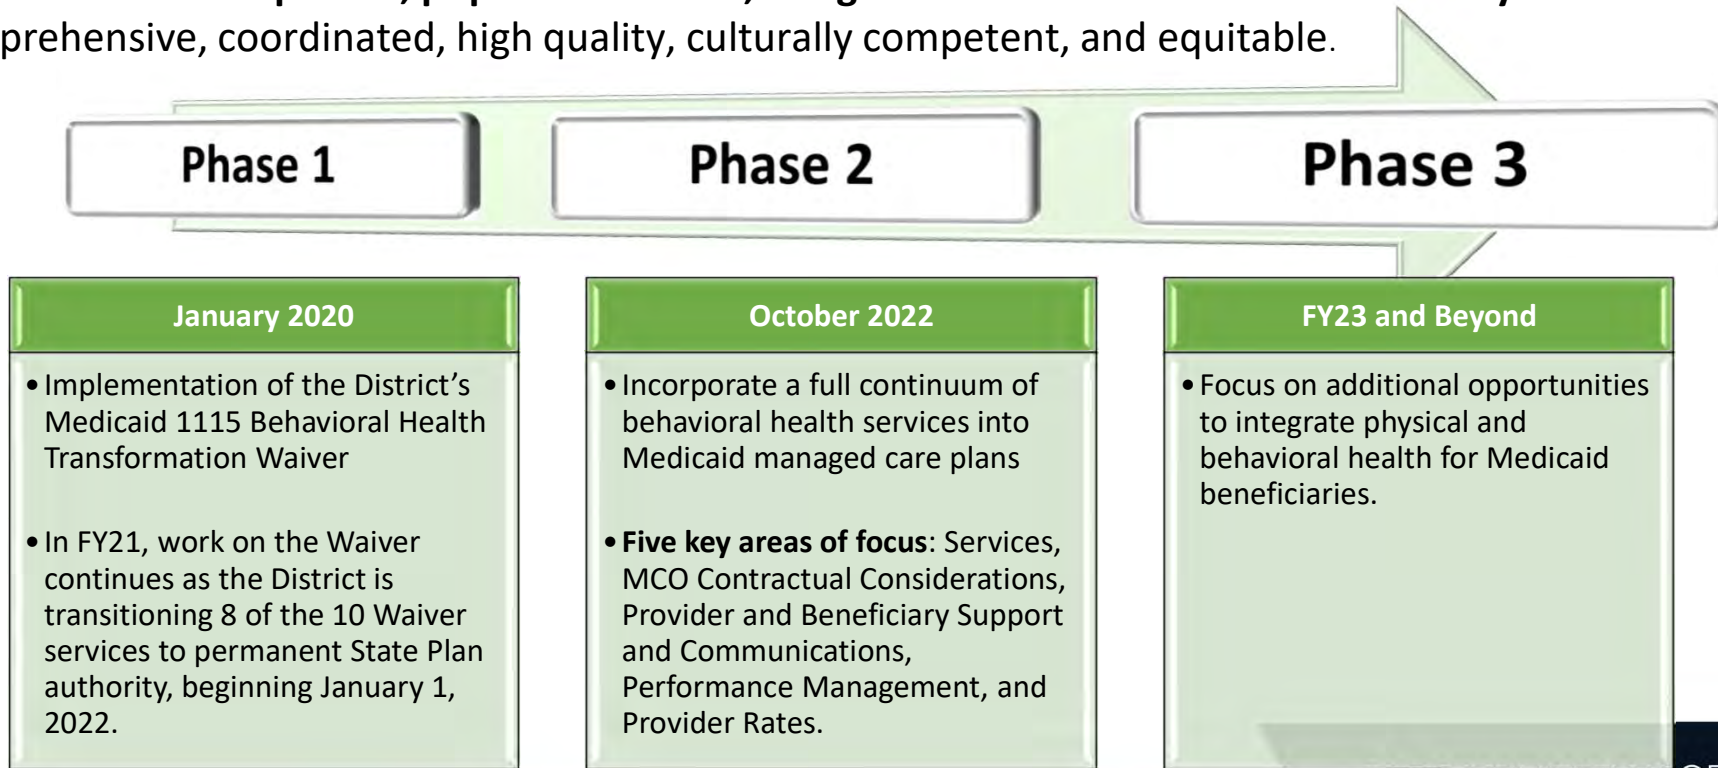 prehensive, coordinated, high quality, culturally competent, and equitable.
Phase 1
Phase 2
Phase 3
January 2020
•Implementation of the District’s
Medicaid 1115 Behavioral Health
Transformation Waiver
•In FY21, work on the Waiver
continues as the District is
transitioning 8 of the 10 Waiver
services to permanent State Plan
authority, beginning January 1,
2022.
October 2022
•Incorporate a full continuum of
behavioral health services into
Medicaid managed care plans
•Five key areas of focus: Services,
MCO Contractual Considerations,
Provider and Beneficiary Support
and Communications,
Performance Management, and
Provider Rates.
FY23 and Beyond
•Focus on additional opportunities
to integrate physical and
behavioral health for Medicaid
beneficiaries.